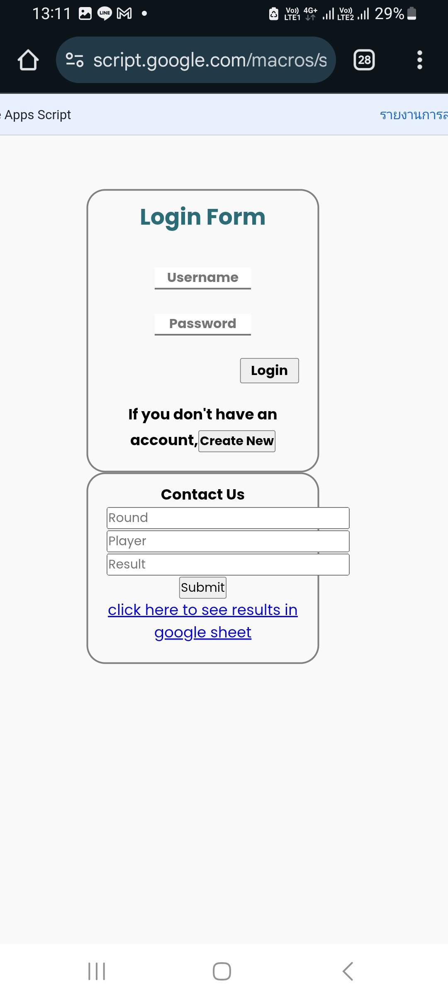 13:11 LINE Vo)) LTE1 4G+ Vo)) LTE2 29%
script.google.com/macros/s 28
e Apps Script รายงานการล
Login Form
Username
Password
Login
If you don't have an
account, Create New
Contact Us
Round
Player
Result
Submit
click here to see results in
google sheet